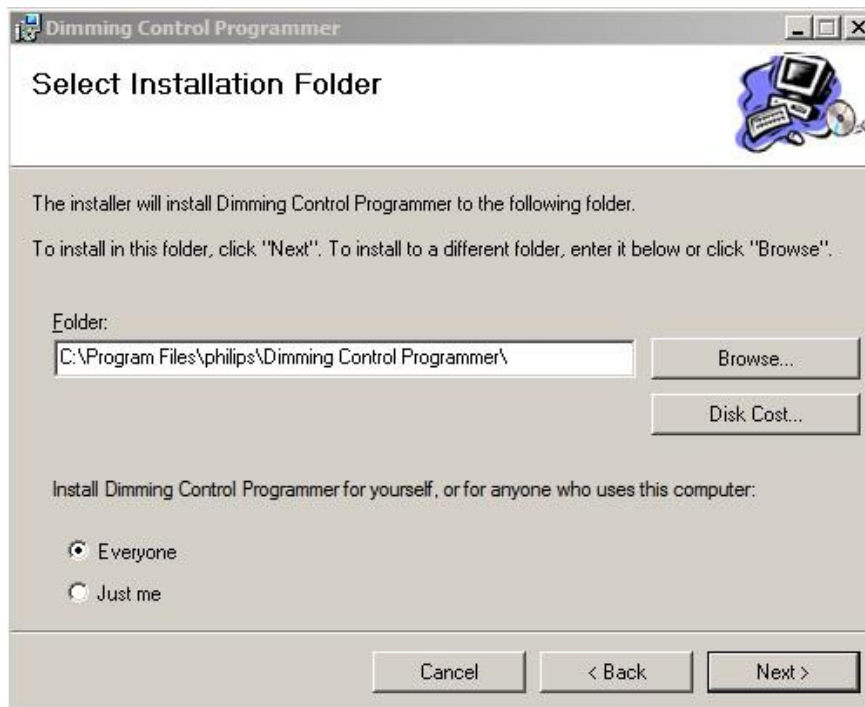 Dimming Control Programmer
Select Installation Folder
The installer will install Dimming Control Programmer to the following folder.
To install in this folder, click "Next". To install to a different folder, enter it below or click "Browse".
Folder:
C:\Program Files\philips\Dimming Control Programmer\
Browse...
Disk Cost...
Install Dimming Control Programmer for yourself, or for anyone who uses this computer:
Everyone
Just me
Cancel
< Back
Next >